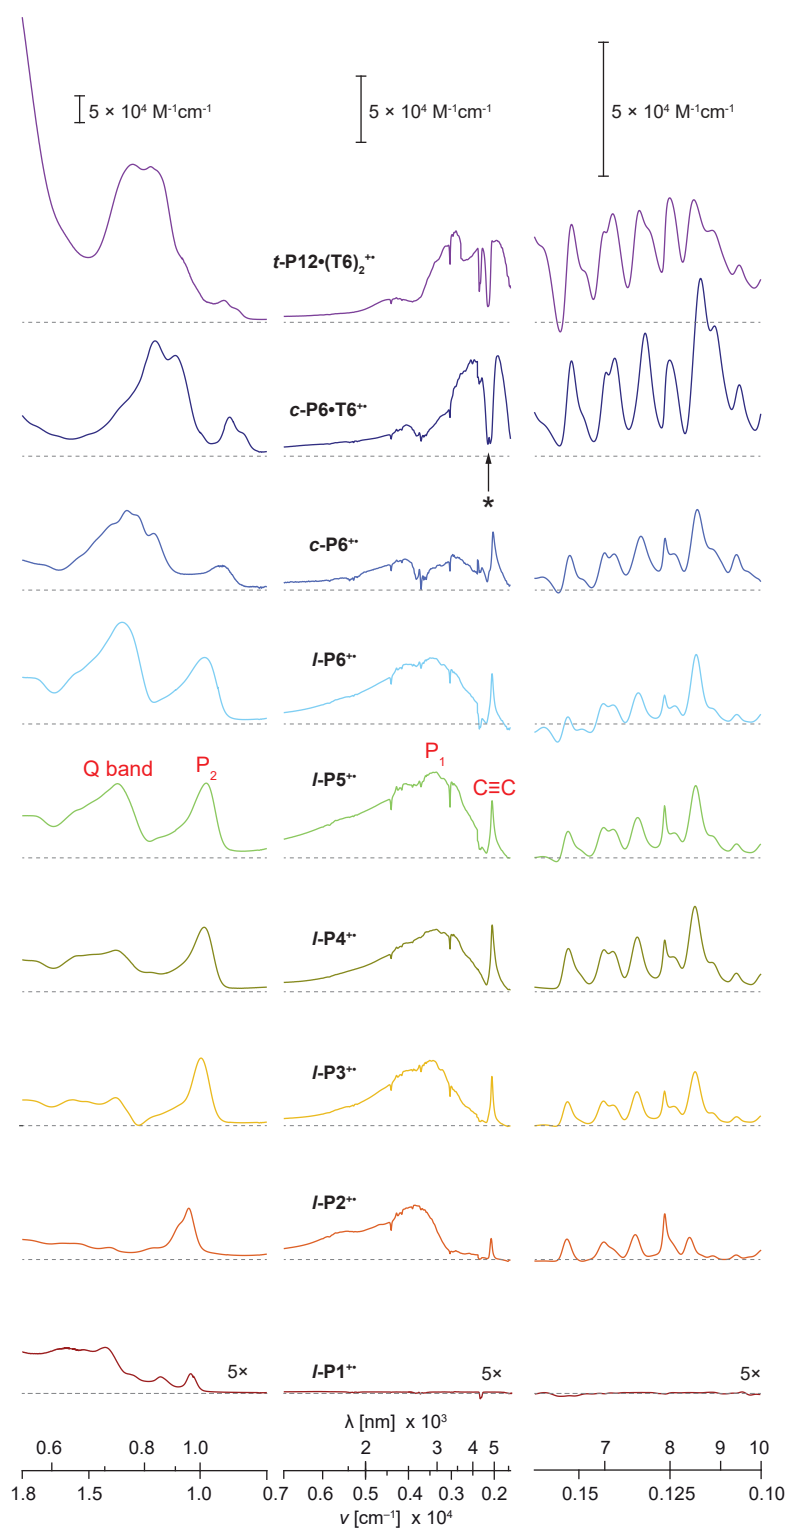 5 × 10⁴ M⁻¹cm⁻¹ 5 × 10⁴ M⁻¹cm⁻¹ 5 × 10⁴ M⁻¹cm⁻¹
t-P12•(T6)₂⁺•
c-P6•T6⁺•
*
c-P6⁺•
l-P6⁺•
Q band P₂ l-P5⁺• P₁ C≡C
l-P4⁺•
l-P3⁺•
l-P2⁺•
5× l-P1⁺• 5× 5×
λ [nm] x 10³
0.6 0.8 1.0 2 3 4 5 7 8 9 10
1.8 1.5 1.0 0.7 0.6 0.5 0.4 0.3 0.2 0.15 0.125 0.10
ν [cm⁻¹] x 10⁴